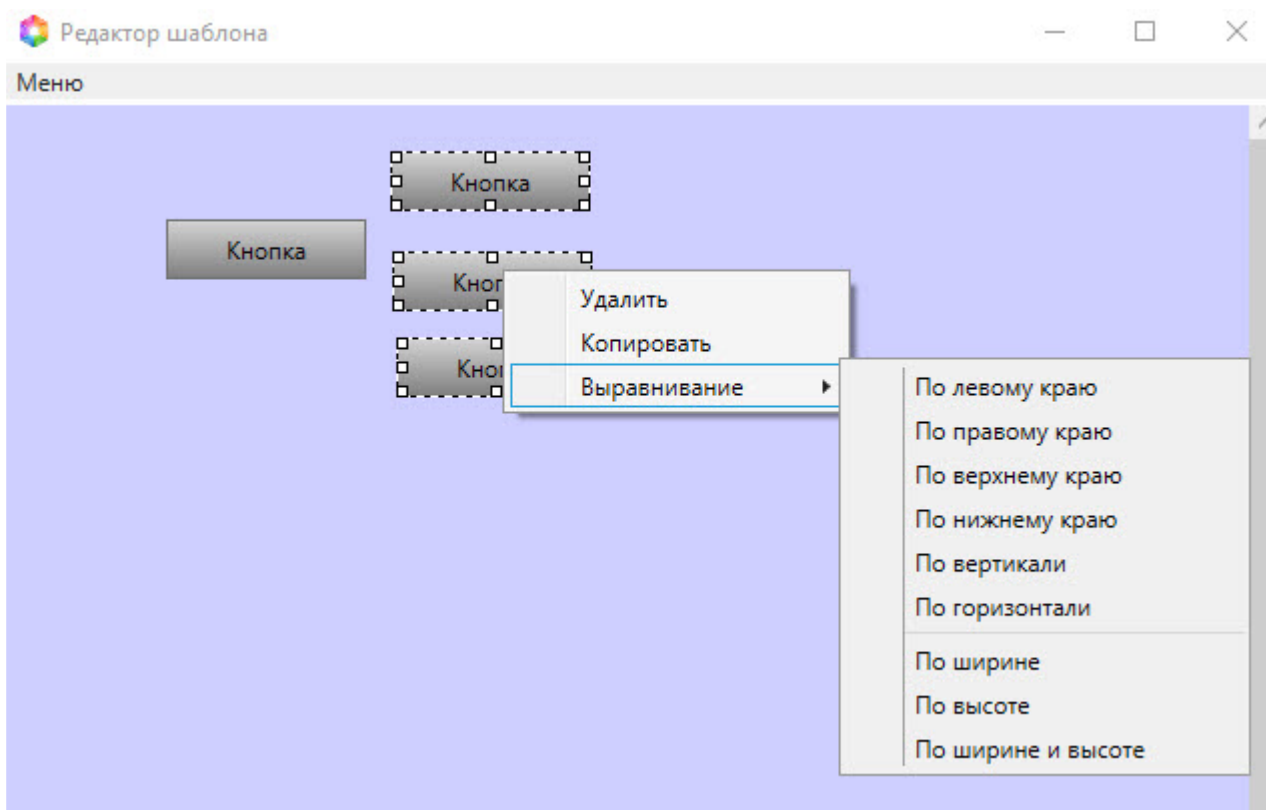 Редактор шаблона
Меню
Кнопка
Кнопка
Удалить
Копировать
Выравнивание
По левому краю
По правому краю
По верхнему краю
По нижнему краю
По вертикали
По горизонтали
По ширине
По высоте
По ширине и высоте